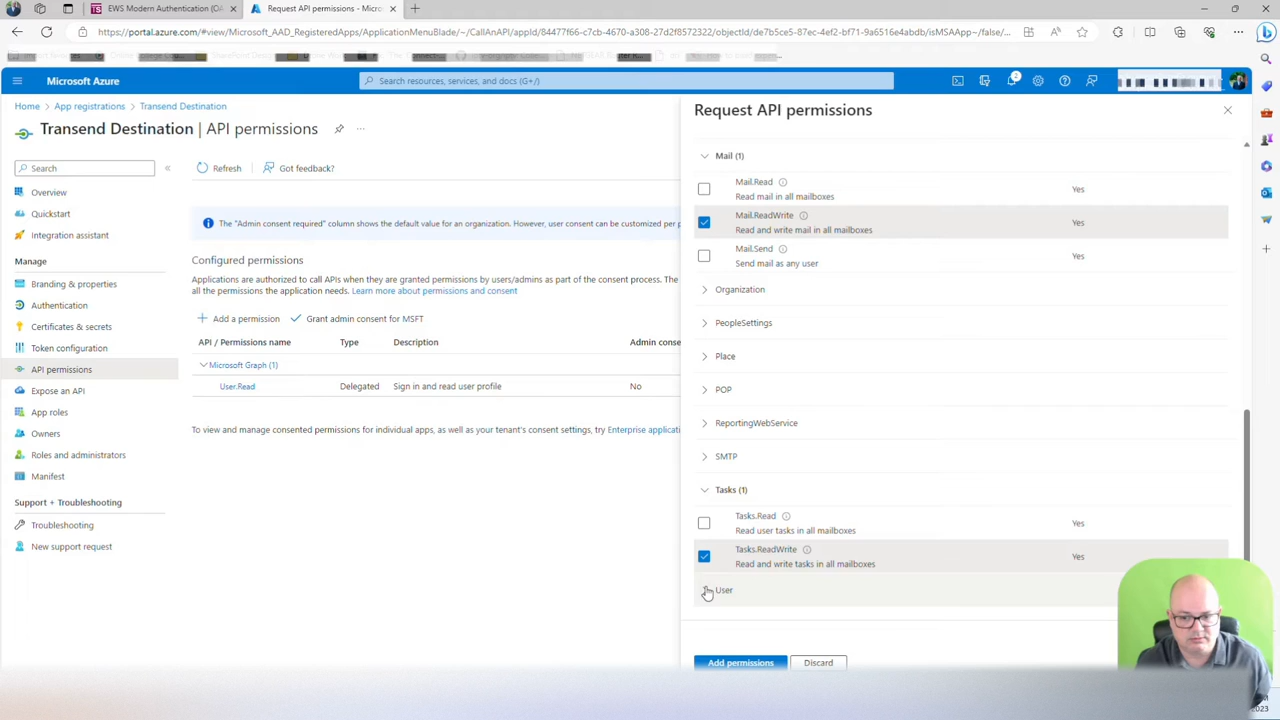 EWS Modern Authentication (OA
Request API permissions - Micro
https://portal.azure.com/#view/Microsoft_AAD_RegisteredApps/ApplicationMenuBlade/~/CallAnAPI/appId/84477f66-c7cb-4670-a308-27d2f8572322/objectId/de7b5ce5-87ec-4ef2-bf71-9a6516e4abdb/isMSAApp~/false/...
Microsoft Azure
Search resources, services, and docs (G+/)
2
Home > App registrations > Transend Destination
Transend Destination | API permissions
Search
Refresh
Got feedback?
Overview
Quickstart
Integration assistant
Manage
Branding & properties
Authentication
Certificates & secrets
Token configuration
API permissions
Expose an API
App roles
Owners
Roles and administrators
Manifest
Support + Troubleshooting
Troubleshooting
New support request
The "Admin consent required" column shows the default value for an organization. However, user consent can be customized per p
Configured permissions
Applications are authorized to call APIs when they are granted permissions by users/admins as part of the consent process. The
all the permissions the application needs. Learn more about permissions and consent
Add a permission
Grant admin consent for MSFT
API / Permissions name Type Description Admin conse
Microsoft Graph (1)
User.Read Delegated Sign in and read user profile No
To view and manage consented permissions for individual apps, as well as your tenant's consent settings, try Enterprise applicati
Request API permissions
Mail (1)
Mail.Read
Read mail in all mailboxes
Yes
Mail.ReadWrite
Read and write mail in all mailboxes
Yes
Mail.Send
Send mail as any user
Yes
Organization
PeopleSettings
Place
POP
ReportingWebService
SMTP
Tasks (1)
Tasks.Read
Read user tasks in all mailboxes
Yes
Tasks.ReadWrite
Read and write tasks in all mailboxes
Yes
User
Add permissions
Discard
2023